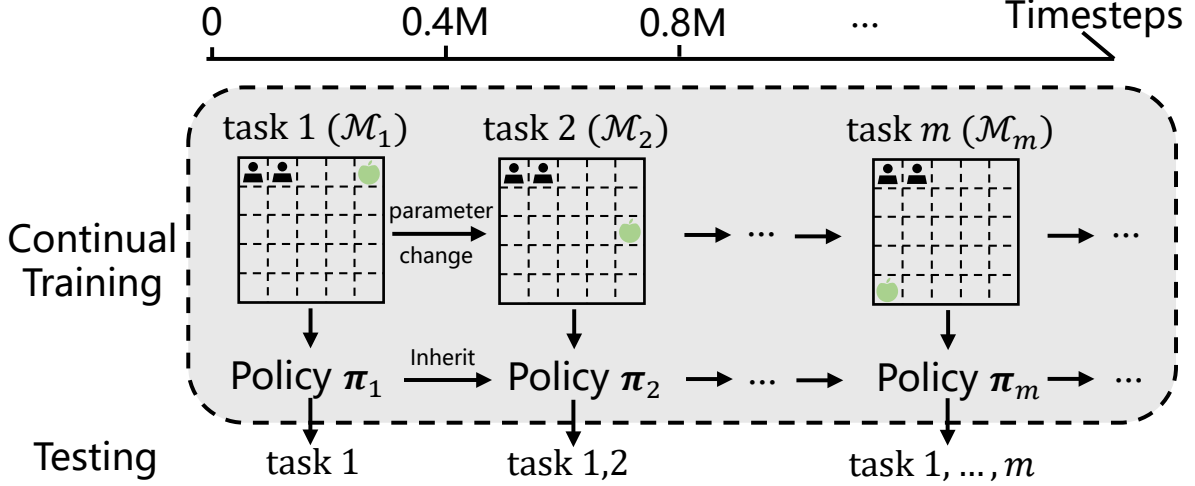 0 0.4M 0.8M ... Timesteps
task 1 (ℳ₁) task 2 (ℳ₂) task m (ℳₘ)
parameter
change
... ...
Continual
Training
Inherit
Policy π₁ Policy π₂ ... Policy πₘ ...
Testing task 1 task 1,2 task 1, ... , m